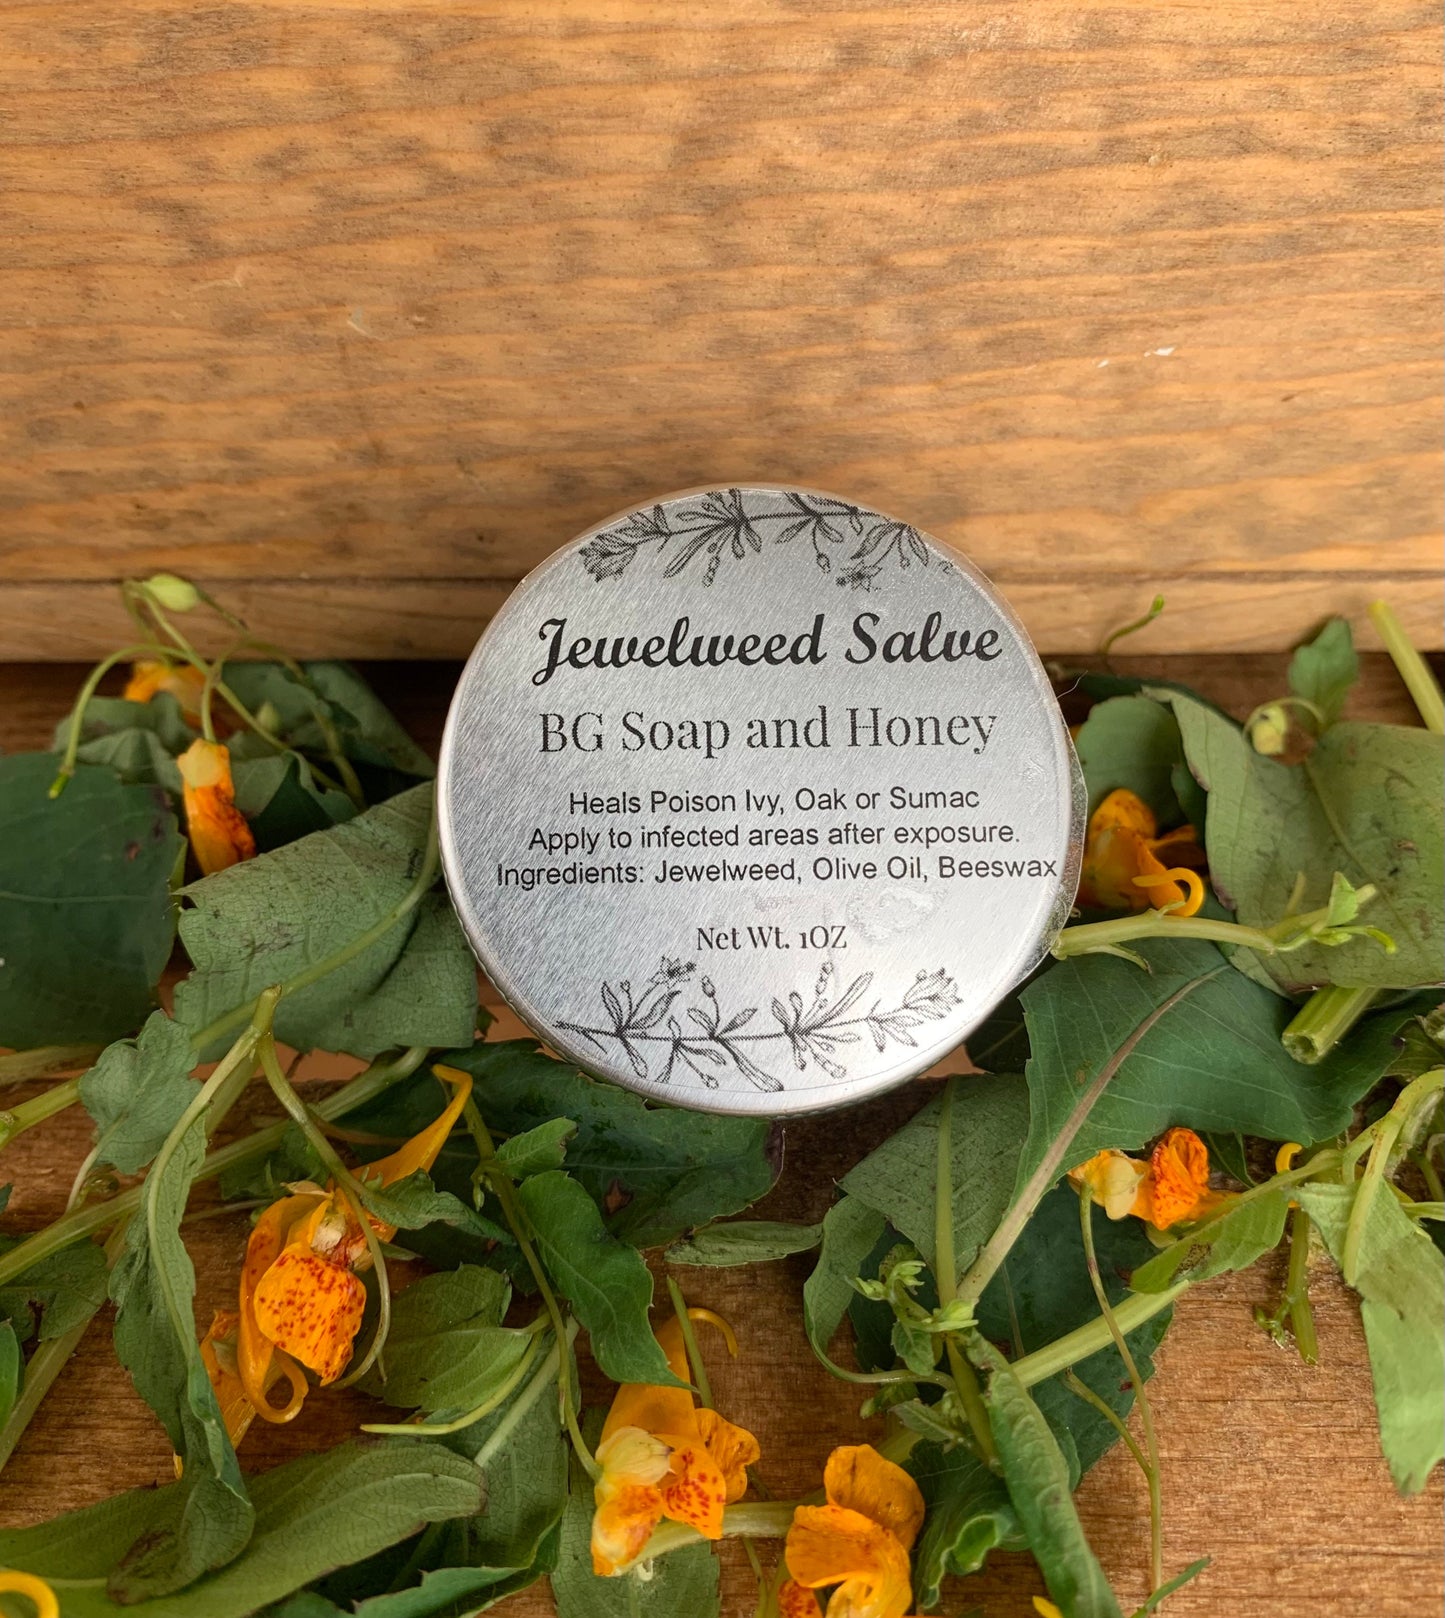 Jewelweed Salve
BG Soap and Honey
Heals Poison Ivy, Oak or Sumac
Apply to infected areas after exposure.
Ingredients: Jewelweed, Olive Oil, Beeswax
Net Wt. 1OZ